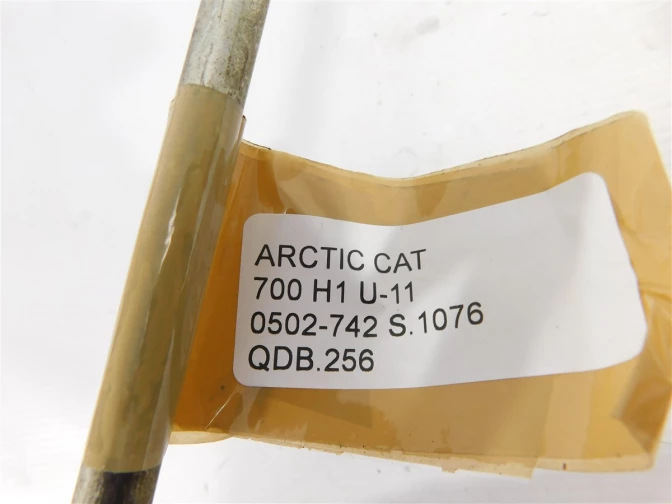 ARCTIC CAT
700 H1 U-11
0502-742 S.1076
QDB.256